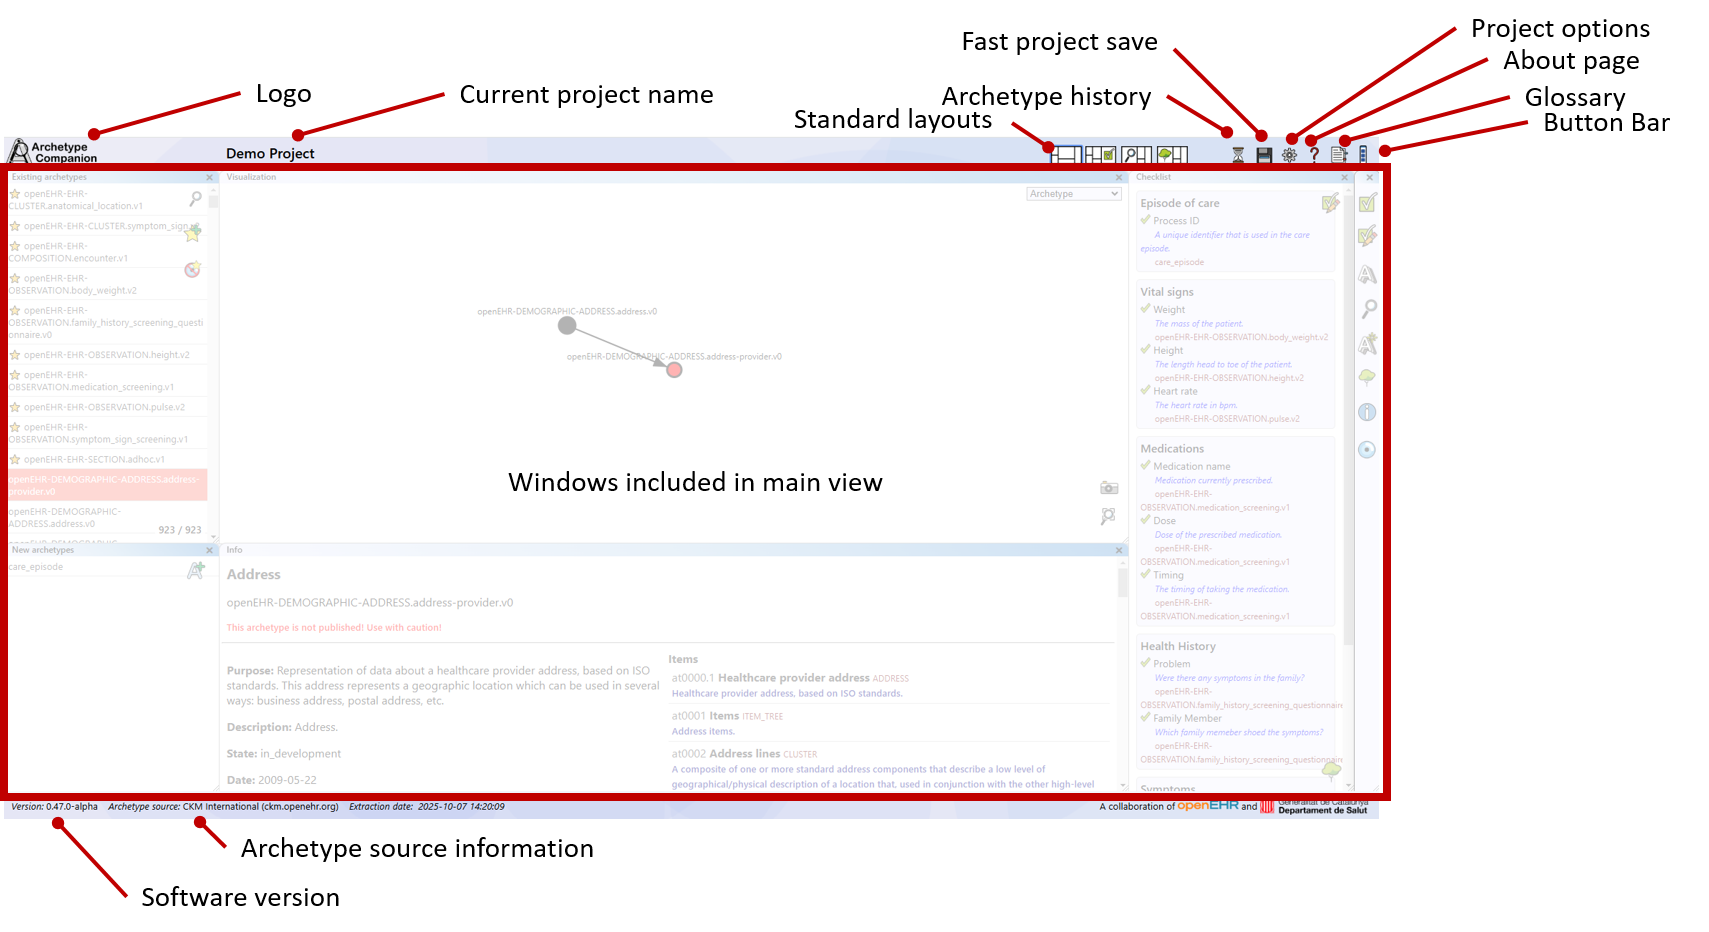 Project options
Fast project save
About page
Logo
Current project name
Archetype history
Glossary
Standard layouts
Button Bar
Archetype
Companion
Demo Project
Existing archetypes
openEHR-EHR-
CLUSTER.anatomical_location.v1
openEHR-EHR-CLUSTER.symptom_sign.v2
openEHR-EHR-
COMPOSITION.encounter.v1
openEHR-EHR-
OBSERVATION.body_weight.v2
openEHR-EHR-
OBSERVATION.family_history_screening_questi
onnaire.v0
openEHR-EHR-OBSERVATION.height.v2
openEHR-EHR-
OBSERVATION.medication_screening.v1
openEHR-EHR-OBSERVATION.pulse.v2
openEHR-EHR-
OBSERVATION.symptom_sign_screening.v1
openEHR-EHR-SECTION.adhoc.v1
openEHR-DEMOGRAPHIC-ADDRESS.address-
provider.v0
openEHR-DEMOGRAPHIC-
ADDRESS.address.v0
923 / 923
New archetypes
care_episode
Visualization
Archetype
openEHR-DEMOGRAPHIC-ADDRESS.address.v0
openEHR-DEMOGRAPHIC-ADDRESS.address-provider.v0
Windows included in main view
Info
Address
openEHR-DEMOGRAPHIC-ADDRESS.address-provider.v0
This archetype is not published! Use with caution!
Purpose: Representation of data about a healthcare provider address, based on ISO
standards. This address represents a geographic location which can be used in several
ways: business address, postal address, etc.
Description: Address.
State: in_development
Date: 2009-05-22
Items
at0000.1 Healthcare provider address ADDRESS
Healthcare provider address, based on ISO standards.
at0001 Items ITEM_TREE
Address items.
at0002 Address lines CLUSTER
A composite of one or more standard address components that describe a low level of
geographical/physical description of a location that, used in conjunction with the other high-level
Checklist
Episode of care
Process ID
A unique identifier that is used in the care
episode.
care_episode
Vital signs
Weight
The mass of the patient.
openEHR-EHR-OBSERVATION.body_weight.v2
Height
The length head to toe of the patient.
openEHR-EHR-OBSERVATION.height.v2
Heart rate
The heart rate in bpm.
openEHR-EHR-OBSERVATION.pulse.v2
Medications
Medication name
Medication currently prescribed.
openEHR-EHR-
OBSERVATION.medication_screening.v1
Dose
Dose of the prescribed medication.
openEHR-EHR-
OBSERVATION.medication_screening.v1
Timing
The timing of taking the medication.
openEHR-EHR-
OBSERVATION.medication_screening.v1
Health History
Problem
Were there any symptoms in the family?
openEHR-EHR-
OBSERVATION.family_history_screening_questionnair
Family Member
Which family memeber shoed the symptoms?
openEHR-EHR-
OBSERVATION.family_history_screening_questionnair
Symptoms
Version: 0.47.0-alpha Archetype source: CKM International (ckm.openehr.org) Extraction date: 2025-10-07 14:20:09
A collaboration of openEHR and Generalitat de Catalunya
Departament de Salut
Archetype source information
Software version